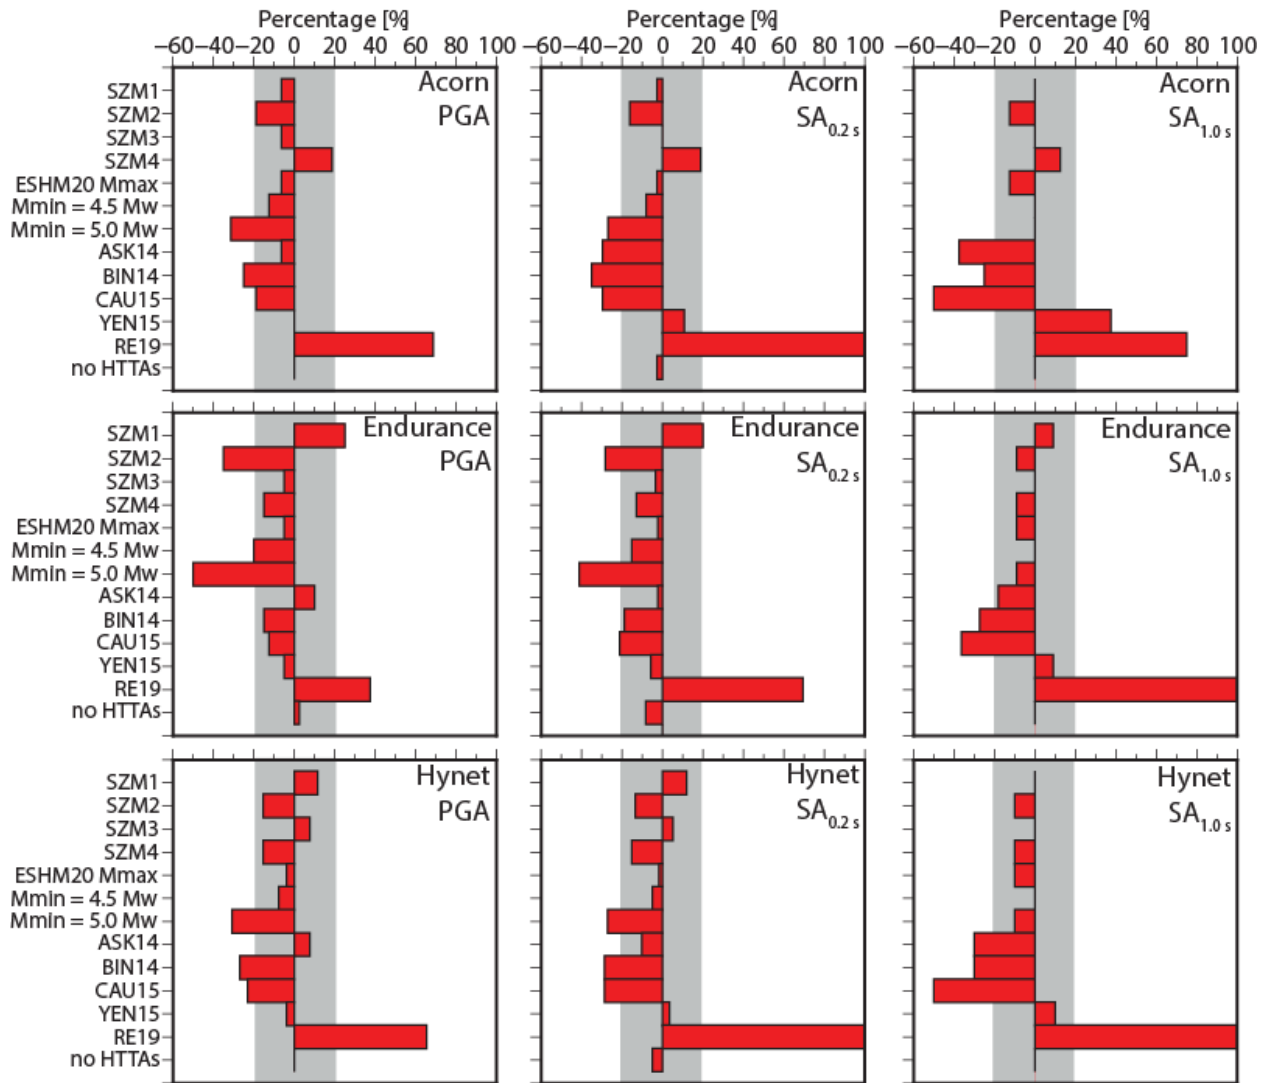 Percentage [%] Percentage [%] Percentage [%]
−60−40−20 0 20 40 60 80 100 −60−40−20 0 20 40 60 80 100 −60−40−20 0 20 40 60 80 100
SZM1
SZM2
SZM3
SZM4
ESHM20 Mmax
Mmin = 4.5 Mw
Mmin = 5.0 Mw
ASK14
BIN14
CAU15
YEN15
RE19
no HTTAs
Acorn
PGA
Acorn
SA0.2 s
Acorn
SA1.0 s
SZM1
SZM2
SZM3
SZM4
ESHM20 Mmax
Mmin = 4.5 Mw
Mmin = 5.0 Mw
ASK14
BIN14
CAU15
YEN15
RE19
no HTTAs
Endurance
PGA
Endurance
SA0.2 s
Endurance
SA1.0 s
SZM1
SZM2
SZM3
SZM4
ESHM20 Mmax
Mmin = 4.5 Mw
Mmin = 5.0 Mw
ASK14
BIN14
CAU15
YEN15
RE19
no HTTAs
Hynet
PGA
Hynet
SA0.2 s
Hynet
SA1.0 s